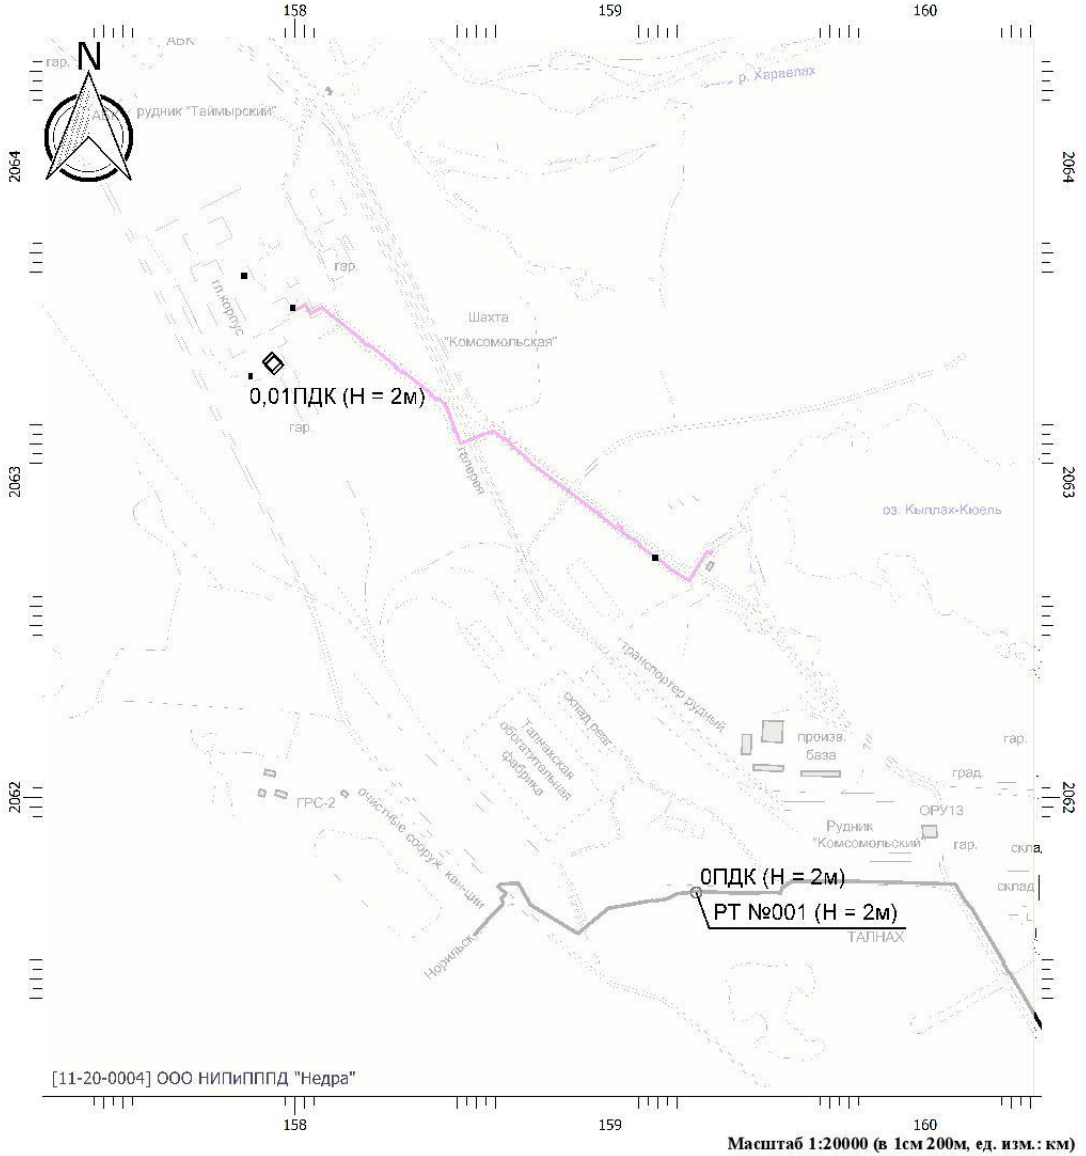 158 159 160
АБК
гар.
N
р. Хараелах
АБК
рудник "Таймырский"
2064
2064
гар.
гл.корпус
Шахта
"Комсомольская"
0,01ПДК (Н = 2м)
гар.
галерея
2063
2063
оз. Кыллах-Кюель
транспортер рудный
склад реаг
Талнахская
обогатительная
фабрика
произв.
база
гар.
град.
2062
2062
ГРС-2
очистные сооруж. кан-ции
ОРУ13
Рудник
"Комсомольский"
гар.
скла
0ПДК (Н = 2м)
склад
РТ №001 (Н = 2м)
ТАЛНАХ
Норильск
[11-20-0004] ООО НИПиПППД "Недра"
158 159 160
Масштаб 1:20000 (в 1см 200м, ед. изм.: км)